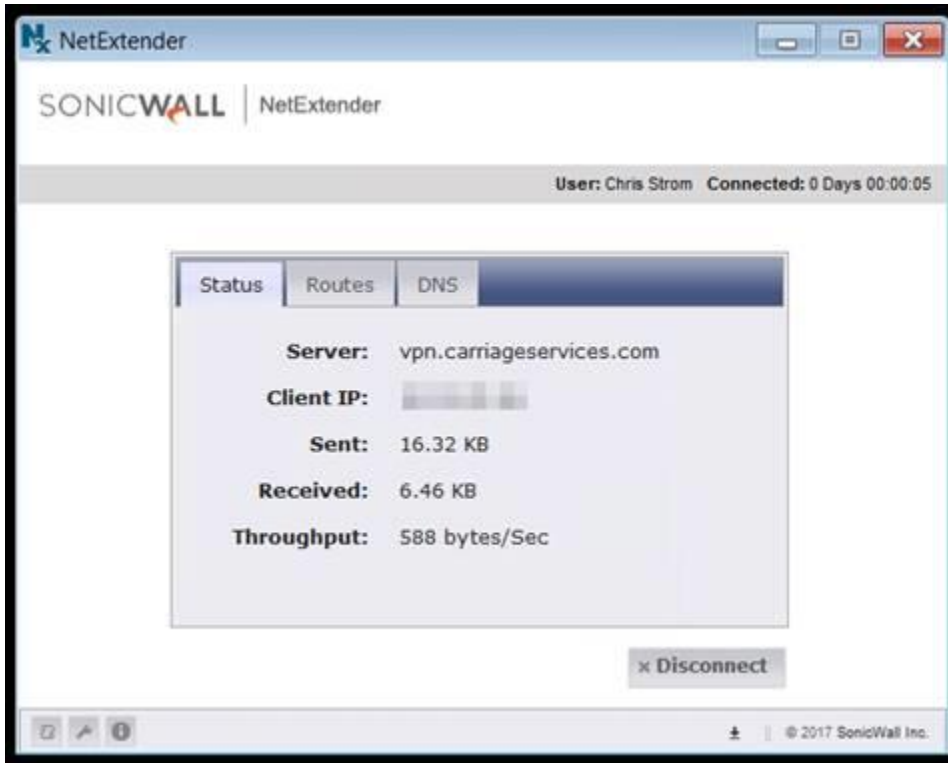 NetExtender
SONICWALL | NetExtender
User: Chris Strom Connected: 0 Days 00:00:05
Status Routes DNS
Server: vpn.carriageservices.com
Client IP:
Sent: 16.32 KB
Received: 6.46 KB
Throughput: 588 bytes/Sec
× Disconnect
© 2017 SonicWall Inc.